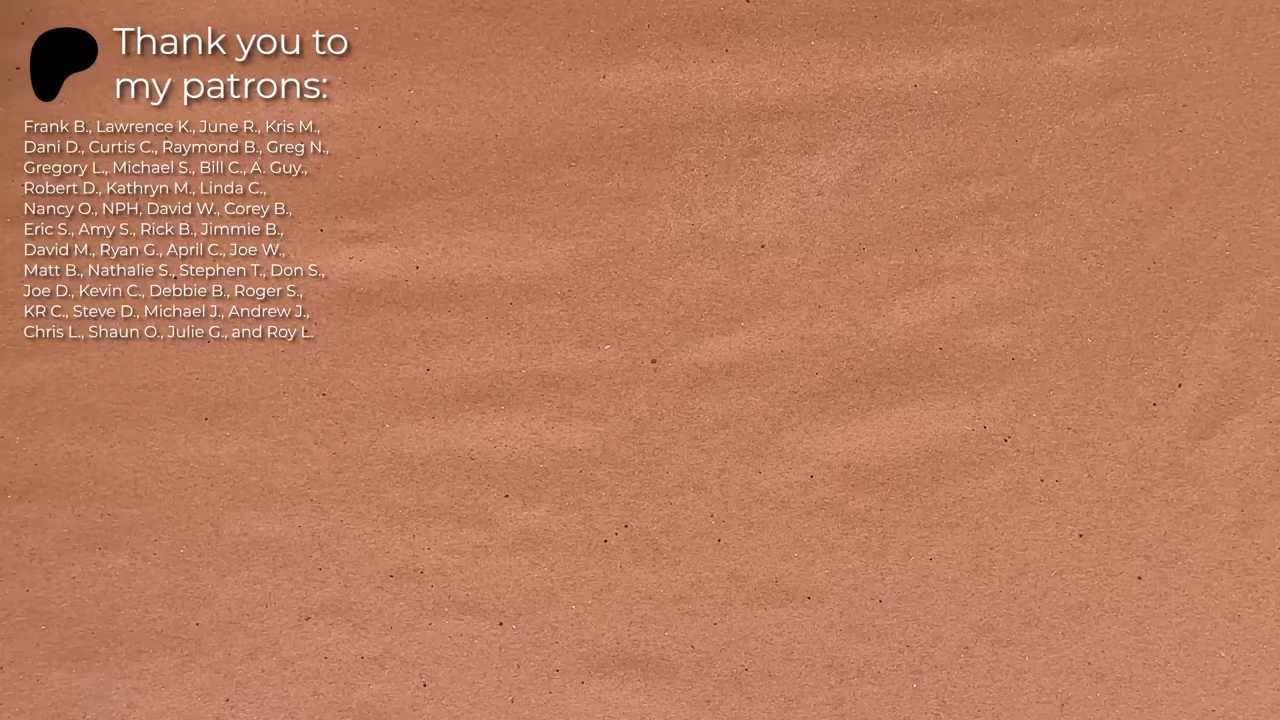 Thank you to
my patrons:
Frank B., Lawrence K., June R., Kris M.,
Dani D., Curtis C., Raymond B., Greg N.,
Gregory L., Michael S., Bill C., A. Guy.,
Robert D., Kathryn M., Linda C.,
Nancy O., NPH, David W., Corey B.,
Eric S., Amy S., Rick B., Jimmie B.,
David M., Ryan G., April C., Joe W.,
Matt B., Nathalie S., Stephen T., Don S.,
Joe D., Kevin C., Debbie B., Roger S.,
KR C., Steve D., Michael J., Andrew J.,
Chris L., Shaun O., Julie G., and Roy L.